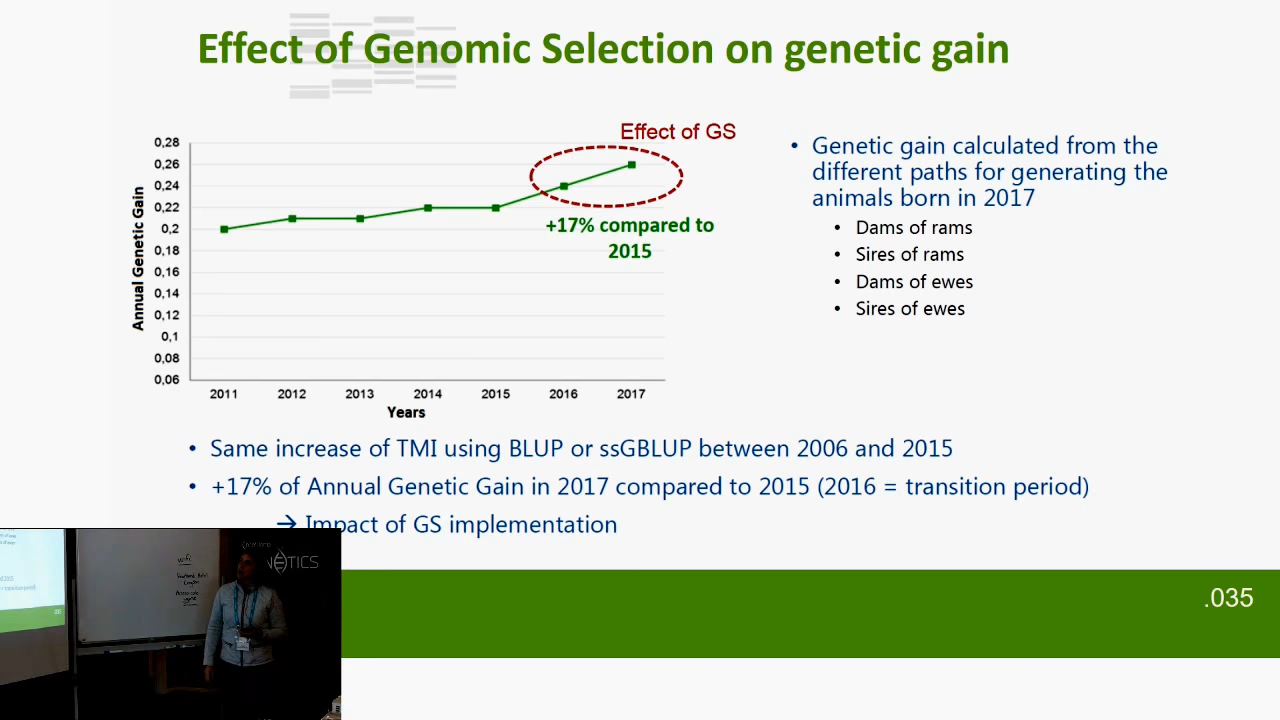 Effect of Genomic Selection on genetic gain
Effect of GS
0,28
0,26
0,24
0,22
0,2
0,18
0,16
0,14
0,12
0,1
0,08
0,06
Annual Genetic Gain
+17% compared to
2015
2011 2012 2013 2014 2015 2016 2017
Years
• Genetic gain calculated from the
different paths for generating the
animals born in 2017
• Dams of rams
• Sires of rams
• Dams of ewes
• Sires of ewes
• Same increase of TMI using BLUP or ssGBLUP between 2006 and 2015
• +17% of Annual Genetic Gain in 2017 compared to 2015 (2016 = transition period)
→ Impact of GS implementation
.035
NETICS